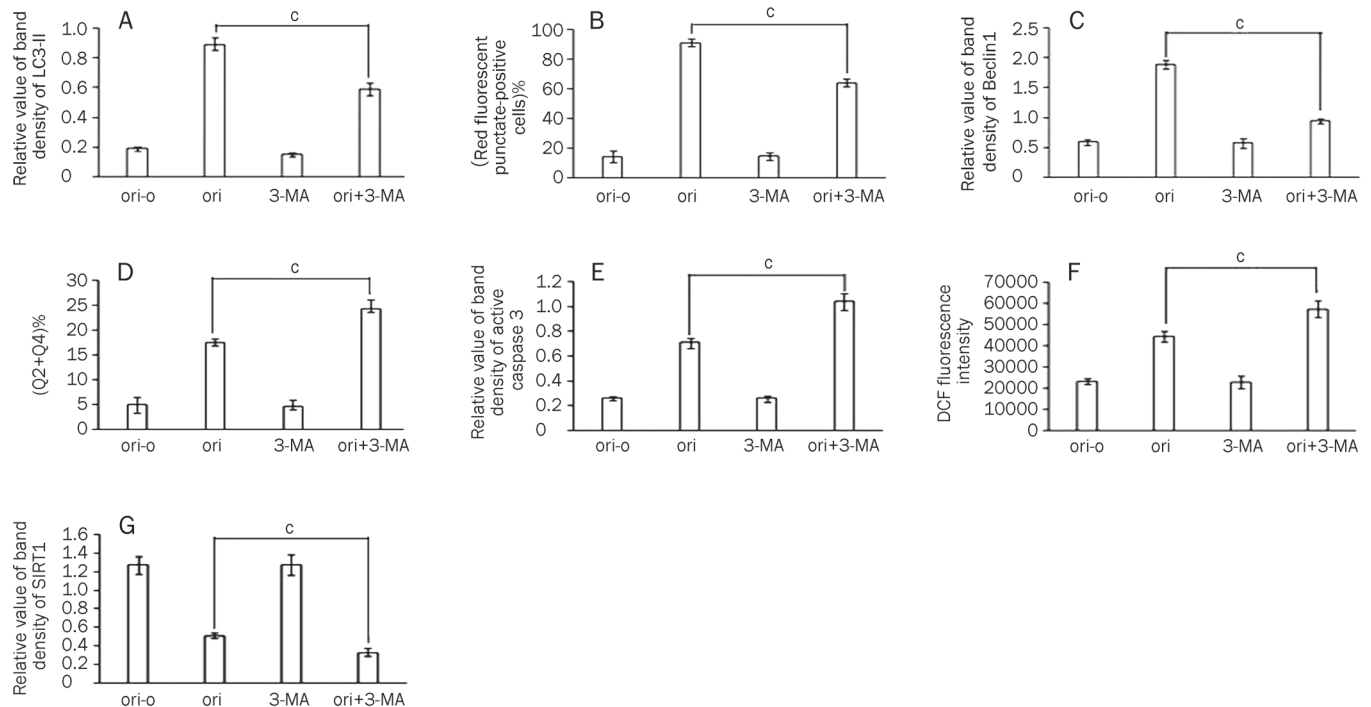 A
c
Relative value of band
density of LC3-II
1.0
0.8
0.6
0.4
0.2
0
ori-o ori 3-MA ori+3-MA
B
c
(Red fluorescent
punctate-positive
cells)%
100
80
60
40
20
0
ori-o ori 3-MA ori+3-MA
C
c
Relative value of band
density of Beclin1
2.5
2.0
1.5
1.0
0.5
0
ori-o ori 3-MA ori+3-MA
D
c
(Q2+Q4)%
30
25
20
15
10
5
0
ori-o ori 3-MA ori+3-MA
E
c
Relative value of band
density of active
caspase 3
1.2
1.0
0.8
0.6
0.4
0.2
0
ori-o ori 3-MA ori+3-MA
F
c
DCF fluorescence
intensity
70000
60000
50000
40000
30000
20000
10000
0
ori-o ori 3-MA ori+3-MA
G
c
Relative value of band
density of SIRT1
1.6
1.4
1.2
1.0
0.8
0.6
0.4
0.2
0
ori-o ori 3-MA ori+3-MA